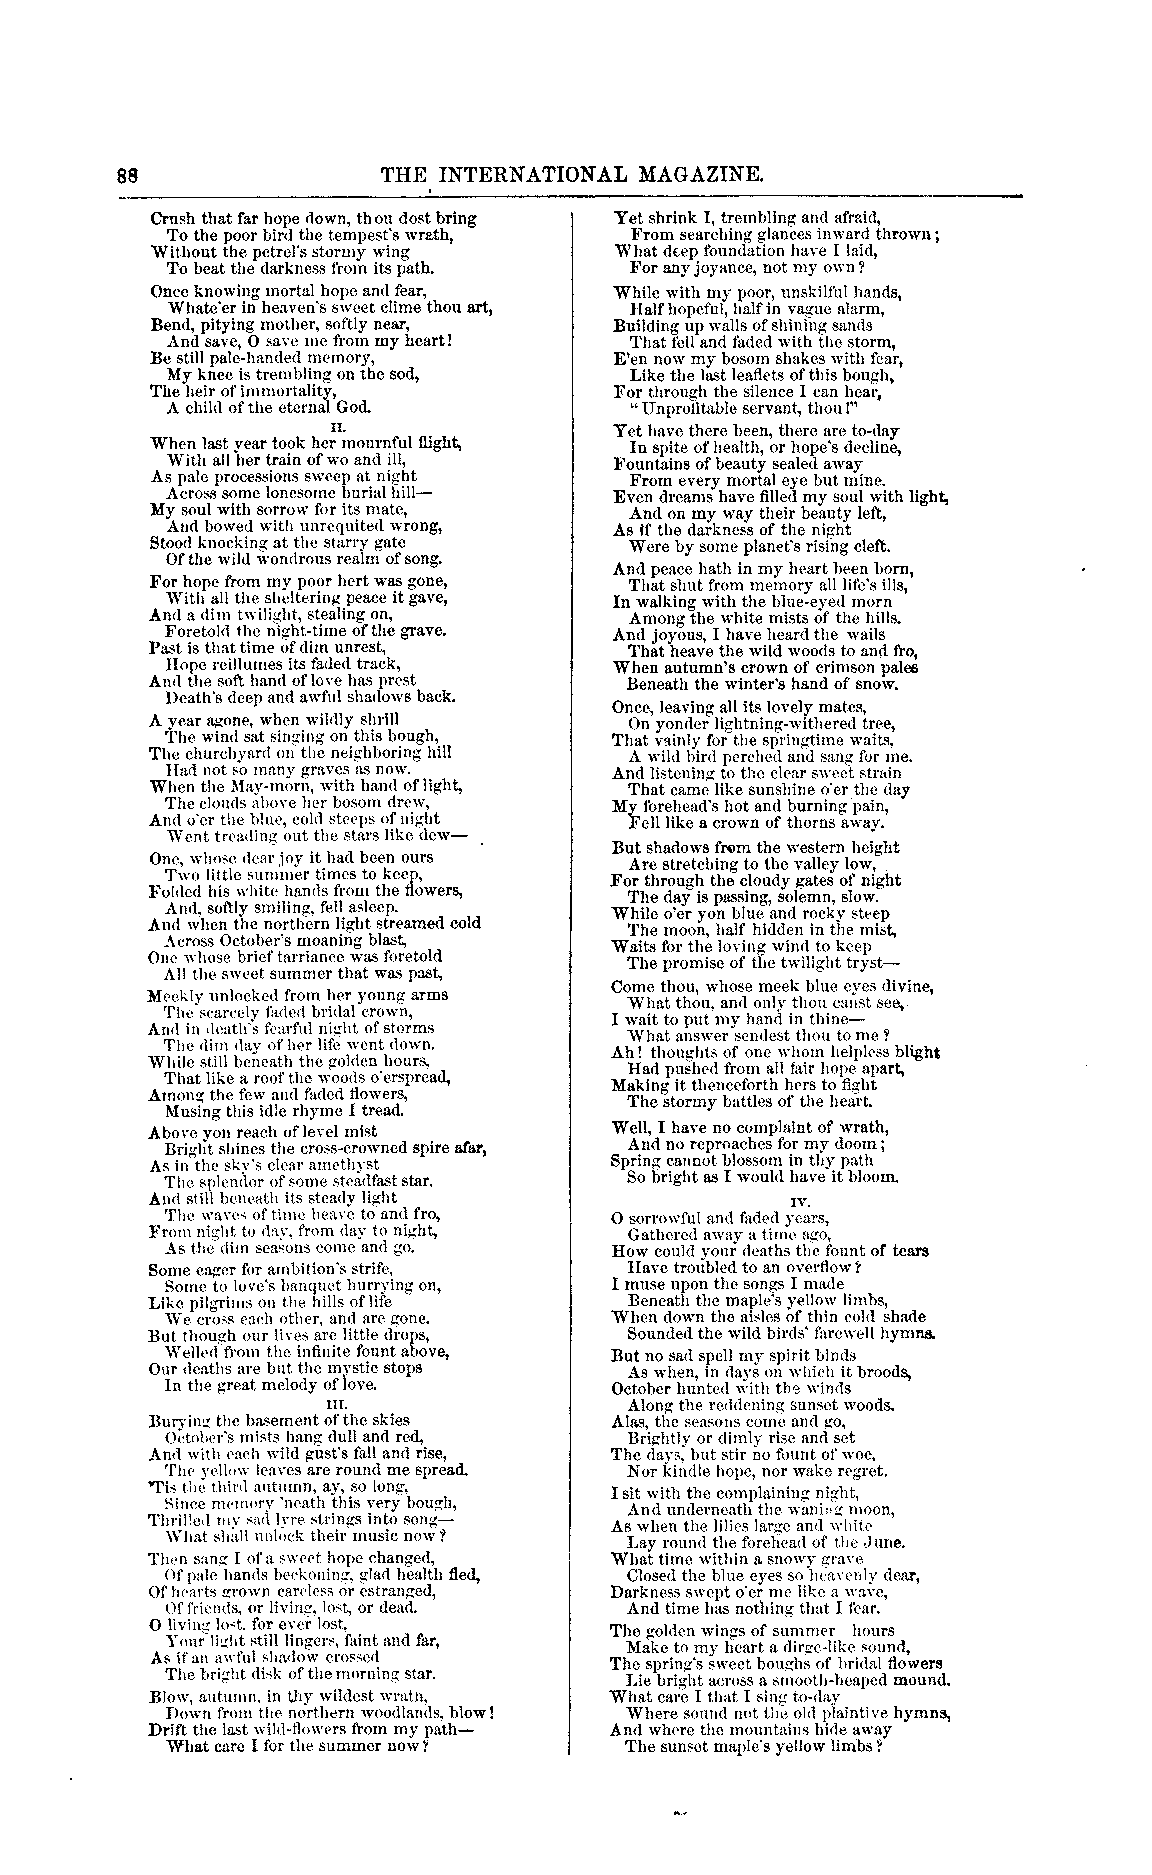 88
THE INTERNATIONAL MAGAZINE.
Crush that far hope down, thou dost bring
To the poor bird the tempest's wrath,
Without the petrel's stormy wing
To beat the darkness from its path.
Once knowing mortal hope and fear,
Whate'er in heaven's sweet clime thou art,
Bend, pitying mother, softly near,
And save, O save me from my heart!
Be still pale-handed memory,
My knee is trembling on the sod,
The heir of immortality,
A child of the eternal God.
II.
When last year took her mournful flight,
With all her train of wo and ill,
As pale processions sweep at night
Across some lonesome burial hill—
My soul with sorrow for its mate,
And bowed with unrequited wrong,
Stood knocking at the starry gate
Of the wild wondrous realm of song.
For hope from my poor hert was gone,
With all the sheltering peace it gave,
And a dim twilight, stealing on,
Foretold the night-time of the grave.
Past is that time of dim unrest,
Hope reillumes its faded track,
And the soft hand of love has prest
Death's deep and awful shadows back.
A year agone, when wildly shrill
The wind sat singing on this bough,
The churchyard on the neighboring hill
Had not so many graves as now.
When the May-morn, with hand of light,
The clouds above her bosom drew,
And o'er the blue, cold steeps of night
Went treading out the stars like dew—
One, whose dear joy it had been ours
Two little summer times to keep,
Folded his white hands from the flowers,
And, softly smiling, fell asleep.
And when the northern light streamed cold
Across October's moaning blast,
One whose brief tarriance was foretold
All the sweet summer that was past,
Meekly unlocked from her young arms
The scarcely faded bridal crown,
And in death's fearful night of storms
The dim day of her life went down.
While still beneath the golden hours,
That like a roof the woods o'erspread,
Among the few and faded flowers,
Musing this idle rhyme I tread.
Above yon reach of level mist
Bright shines the cross-crowned spire afar,
As in the sky's clear amethyst
The splendor of some steadfast star.
And still beneath its steady light
The waves of time heave to and fro,
From night to day, from day to night,
As the dim seasons come and go.
Some eager for ambition's strife,
Some to love's banquet hurrying on,
Like pilgrims on the hills of life
We cross each other, and are gone.
But though our lives are little drops,
Welled from the infinite fount above,
Our deaths are but the mystic stops
In the great melody of love.
III.
Burying the basement of the skies
October's mists hang dull and red,
And with each wild gust's fall and rise,
The yellow leaves are round me spread.
'Tis the third autumn, ay, so long,
Since memory 'neath this very bough,
Thrilled my sad lyre strings into song—
What shall unlock their music now?
Then sang I of a sweet hope changed,
Of pale hands beckoning, glad health fled,
Of hearts grown careless or estranged,
Of friends, or living, lost, or dead.
O living lost, for ever lost,
Your light still lingers, faint and far,
As if an awful shadow crossed
The bright disk of the morning star.
Blow, autumn, in thy wildest wrath,
Down from the northern woodlands, blow!
Drift the last wild-flowers from my path—
What care I for the summer now?
Yet shrink I, trembling and afraid,
From searching glances inward thrown;
What deep foundation have I laid,
For any joyance, not my own?
While with my poor, unskilful hands,
Half hopeful, half in vague alarm,
Building up walls of shining sands
That fell and faded with the storm,
E'en now my bosom shakes with fear,
Like the last leaflets of this bough,
For through the silence I can hear,
"Unprofitable servant, thou!"
Yet have there been, there are to-day
In spite of health, or hope's decline,
Fountains of beauty sealed away
From every mortal eye but mine.
Even dreams have filled my soul with light,
And on my way their beauty left,
As if the darkness of the night
Were by some planet's rising cleft.
And peace hath in my heart been born,
That shut from memory all life's ills,
In walking with the blue-eyed morn
Among the white mists of the hills.
And joyous, I have heard the wails
That heave the wild woods to and fro,
When autumn's crown of crimson pales
Beneath the winter's hand of snow.
Once, leaving all its lovely mates,
On yonder lightning-withered tree,
That vainly for the springtime waits,
A wild bird perched and sang for me.
And listening to the clear sweet strain
That came like sunshine o'er the day
My forehead's hot and burning pain,
Fell like a crown of thorns away.
But shadows from the western height
Are stretching to the valley low,
For through the cloudy gates of night
The day is passing, solemn, slow.
While o'er yon blue and rocky steep
The moon, half hidden in the mist,
Waits for the loving wind to keep
The promise of the twilight tryst—
Come thou, whose meek blue eyes divine,
What thou, and only thou canst see,
I wait to put my hand in thine—
What answer sendest thou to me?
Ah! thoughts of one whom helpless blight
Had pushed from all fair hope apart,
Making it thenceforth hers to fight
The stormy battles of the heart.
Well, I have no complaint of wrath,
And no reproaches for my doom;
Spring cannot blossom in thy path
So bright as I would have it bloom.
IV.
O sorrowful and faded years,
Gathered away a time ago,
How could your deaths the fount of tears
Have troubled to an overflow?
I muse upon the songs I made
Beneath the maple's yellow limbs,
When down the aisles of thin cold shade
Sounded the wild birds' farewell hymns.
But no sad spell my spirit binds
As when, in days on which it broods,
October hunted with the winds
Along the reddening sunset woods.
Alas, the seasons come and go,
Brightly or dimly rise and set
The days, but stir no fount of woe,
Nor kindle hope, nor wake regret.
I sit with the complaining night,
And underneath the waning moon,
As when the lilies large and white
Lay round the forehead of the June.
What time within a snowy grave
Closed the blue eyes so heavenly dear,
Darkness swept o'er me like a wave,
And time has nothing that I fear.
The golden wings of summer hours
Make to my heart a dirge-like sound,
The spring's sweet boughs of bridal flowers
Lie bright across a smooth-heaped mound.
What care I that I sing to-day
Where sound not the old plaintive hymns,
And where the mountains hide away
The sunset maple's yellow limbs?